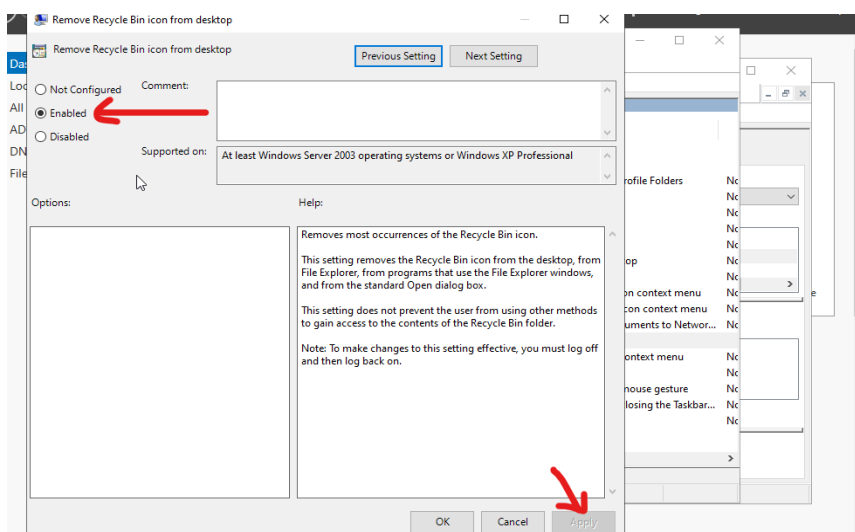 Remove Recycle Bin icon from desktop
Remove Recycle Bin icon from desktop
Previous Setting
Next Setting
Not Configured
Comment:
Enabled
Disabled
Supported on:
At least Windows Server 2003 operating systems or Windows XP Professional
Options:
Help:
Removes most occurrences of the Recycle Bin icon.
This setting removes the Recycle Bin icon from the desktop, from
File Explorer, from programs that use the File Explorer windows,
and from the standard Open dialog box.
This setting does not prevent the user from using other methods
to gain access to the contents of the Recycle Bin folder.
Note: To make changes to this setting effective, you must log off
and then log back on.
OK
Cancel
Apply
All
AD
DN
File
rofile Folders
op
on context menu
con context menu
uments to Networ...
ontext menu
mouse gesture
losing the Taskbar...